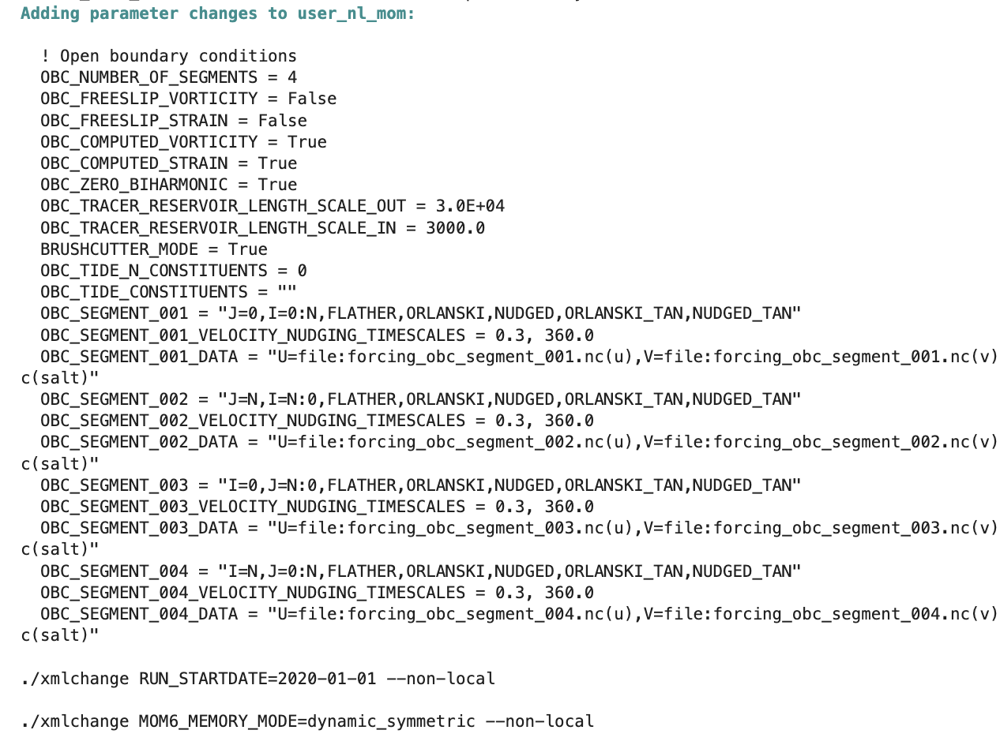 Adding parameter changes to user_nl_mom:
! Open boundary conditions
OBC_NUMBER_OF_SEGMENTS = 4
OBC_FREESLIP_VORTICITY = False
OBC_FREESLIP_STRAIN = False
OBC_COMPUTED_VORTICITY = True
OBC_COMPUTED_STRAIN = True
OBC_ZERO_BIHARMONIC = True
OBC_TRACER_RESERVOIR_LENGTH_SCALE_OUT = 3.0E+04
OBC_TRACER_RESERVOIR_LENGTH_SCALE_IN = 3000.0
BRUSHCUTTER_MODE = True
OBC_TIDE_N_CONSTITUENTS = 0
OBC_TIDE_CONSTITUENTS = ""
OBC_SEGMENT_001 = "J=0,I=0:N,FLATHER,ORLANSKI,NUDGED,ORLANSKI_TAN,NUDGED_TAN"
OBC_SEGMENT_001_VELOCITY_NUDGING_TIMESCALES = 0.3, 360.0
OBC_SEGMENT_001_DATA = "U=file:forcing_obc_segment_001.nc(u),V=file:forcing_obc_segment_001.nc(v)
c(salt)"
OBC_SEGMENT_002 = "J=N,I=N:0,FLATHER,ORLANSKI,NUDGED,ORLANSKI_TAN,NUDGED_TAN"
OBC_SEGMENT_002_VELOCITY_NUDGING_TIMESCALES = 0.3, 360.0
OBC_SEGMENT_002_DATA = "U=file:forcing_obc_segment_002.nc(u),V=file:forcing_obc_segment_002.nc(v)
c(salt)"
OBC_SEGMENT_003 = "I=0,J=N:0,FLATHER,ORLANSKI,NUDGED,ORLANSKI_TAN,NUDGED_TAN"
OBC_SEGMENT_003_VELOCITY_NUDGING_TIMESCALES = 0.3, 360.0
OBC_SEGMENT_003_DATA = "U=file:forcing_obc_segment_003.nc(u),V=file:forcing_obc_segment_003.nc(v)
c(salt)"
OBC_SEGMENT_004 = "I=N,J=0:N,FLATHER,ORLANSKI,NUDGED,ORLANSKI_TAN,NUDGED_TAN"
OBC_SEGMENT_004_VELOCITY_NUDGING_TIMESCALES = 0.3, 360.0
OBC_SEGMENT_004_DATA = "U=file:forcing_obc_segment_004.nc(u),V=file:forcing_obc_segment_004.nc(v)
c(salt)"
./xmlchange RUN_STARTDATE=2020-01-01 --non-local
./xmlchange MOM6_MEMORY_MODE=dynamic_symmetric --non-local